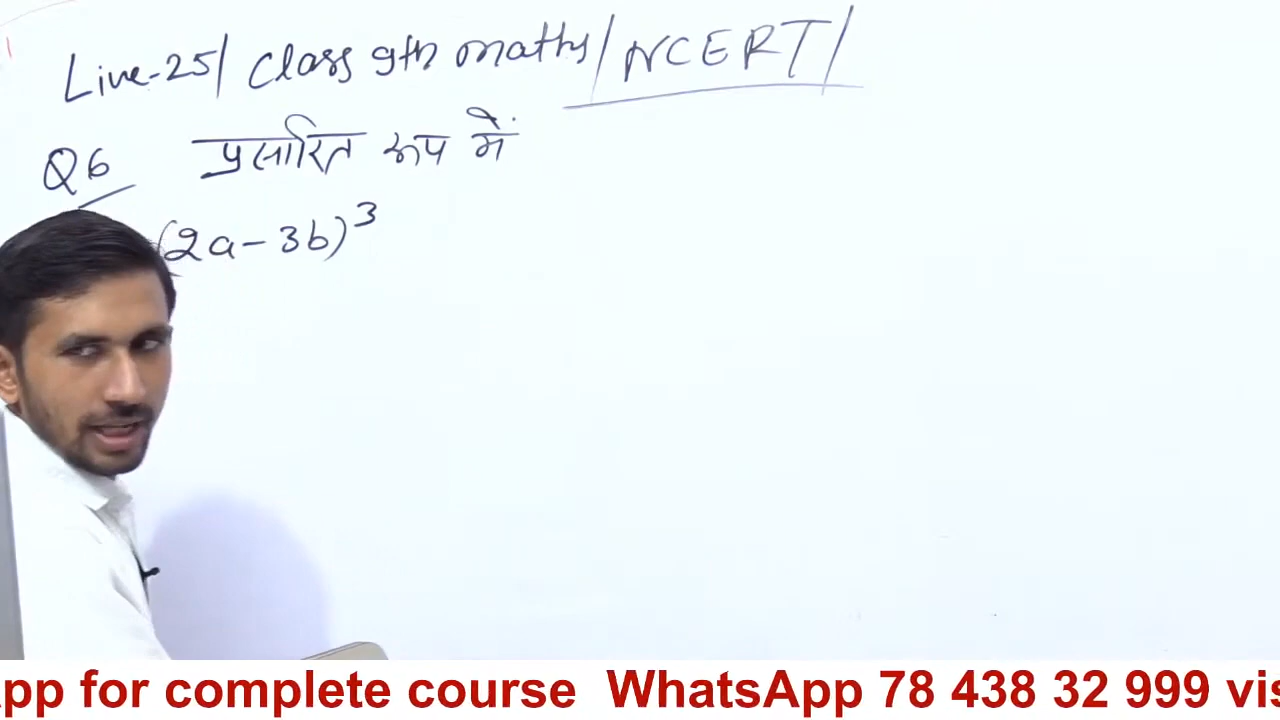 Live-25/ Class 9th maths/NCERT/
Q6 प्रसारित रूप में
(2a-3b)³
App for complete course WhatsApp 78 438 32 999 vis